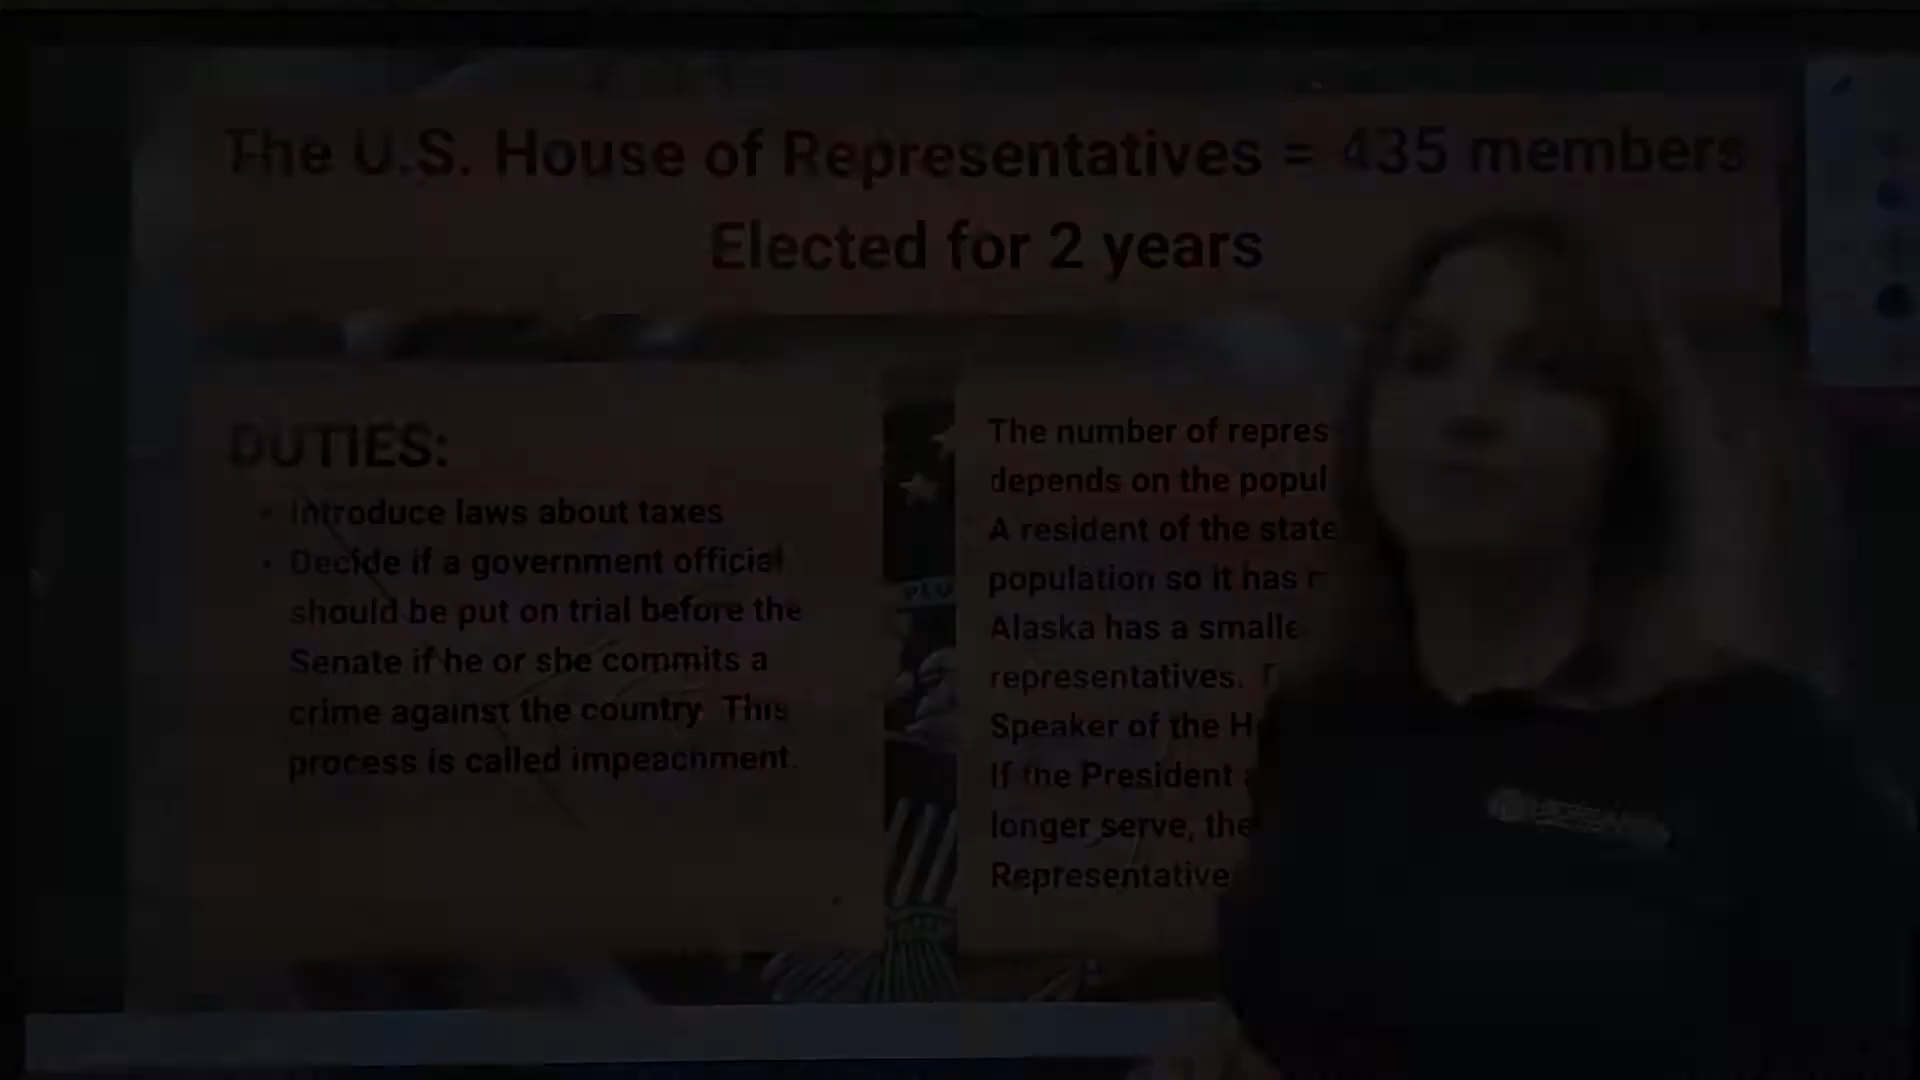 The U.S. House of Representatives = 435 members
Elected for 2 years
DUTIES:
• Introduce laws about taxes
• Decide if a government official
should be put on trial before the
Senate if he or she commits a
crime against the country. This
process is called impeachment.
The number of repres
depends on the popul
A resident of the state
population so it has
Alaska has a smalle
representatives.
Speaker of the H
If the President
longer serve, the
Representative
PLU